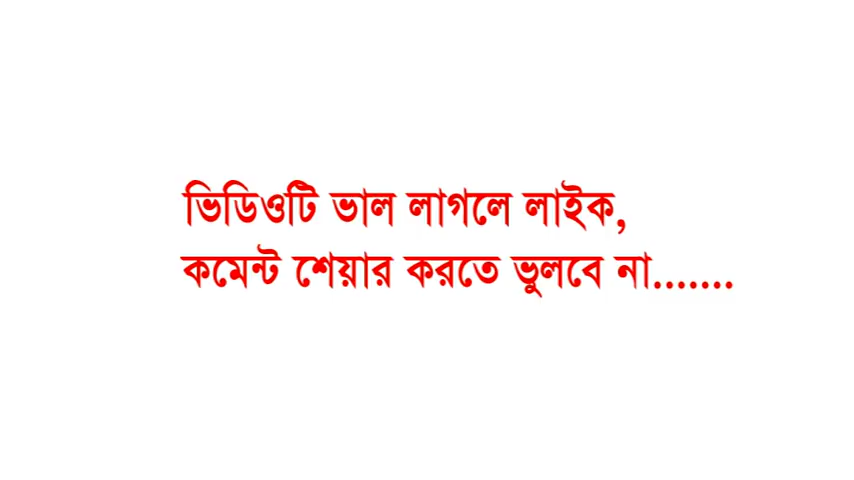 ভিডিওটি ভাল লাগলে লাইক,
কমেন্ট শেয়ার করতে ভুলবে না.......